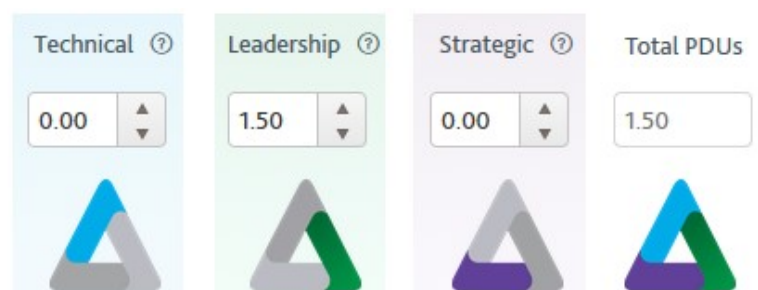 Technical ?
Leadership ?
Strategic ?
Total PDUs
0.00
1.50
0.00
1.50